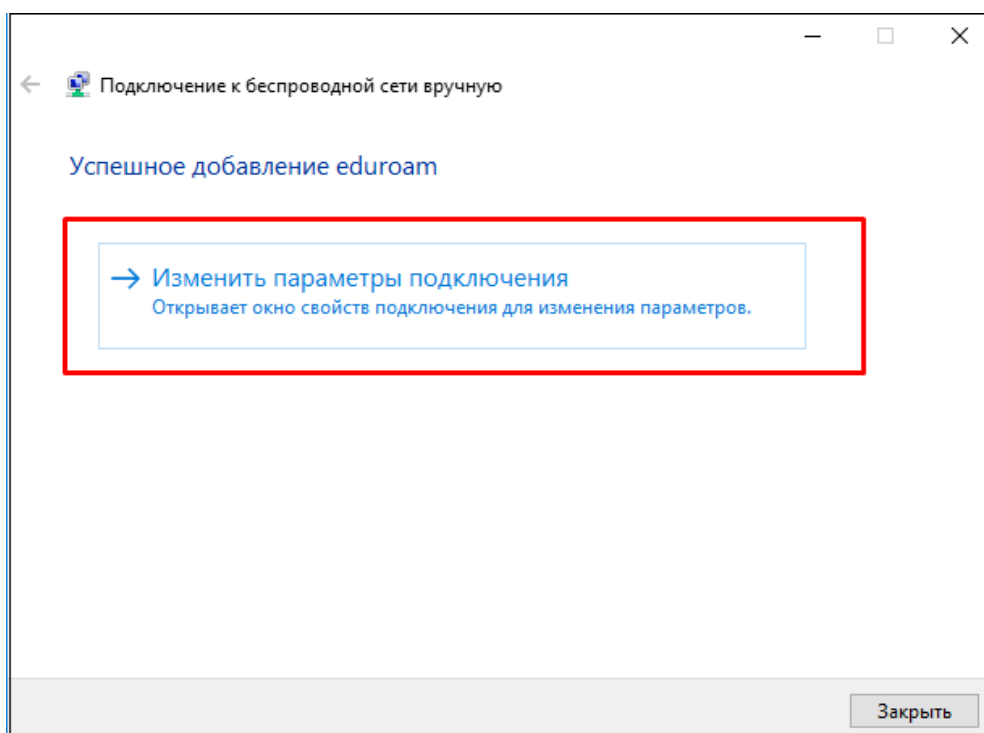 Подключение к беспроводной сети вручную
Успешное добавление eduroam
Изменить параметры подключения
Открывает окно свойств подключения для изменения параметров.
Закрыть